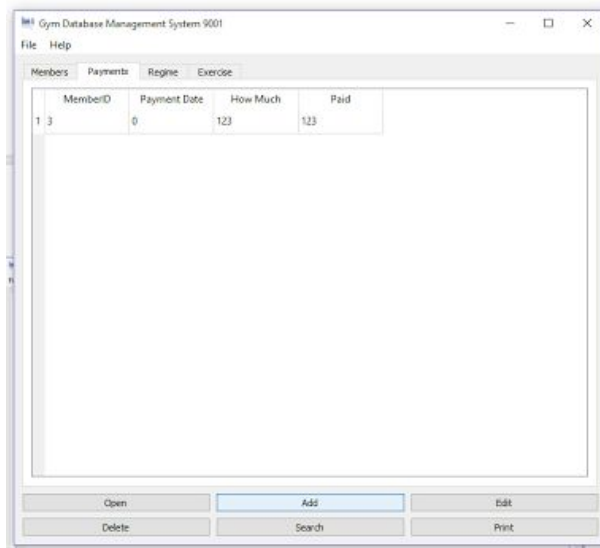 Gym Database Management System 9001
File Help
Members Payments Regime Exercise
MemberID Payment Date How Much Paid
1 3 0 123 123
Open Add Edit
Delete Search Print